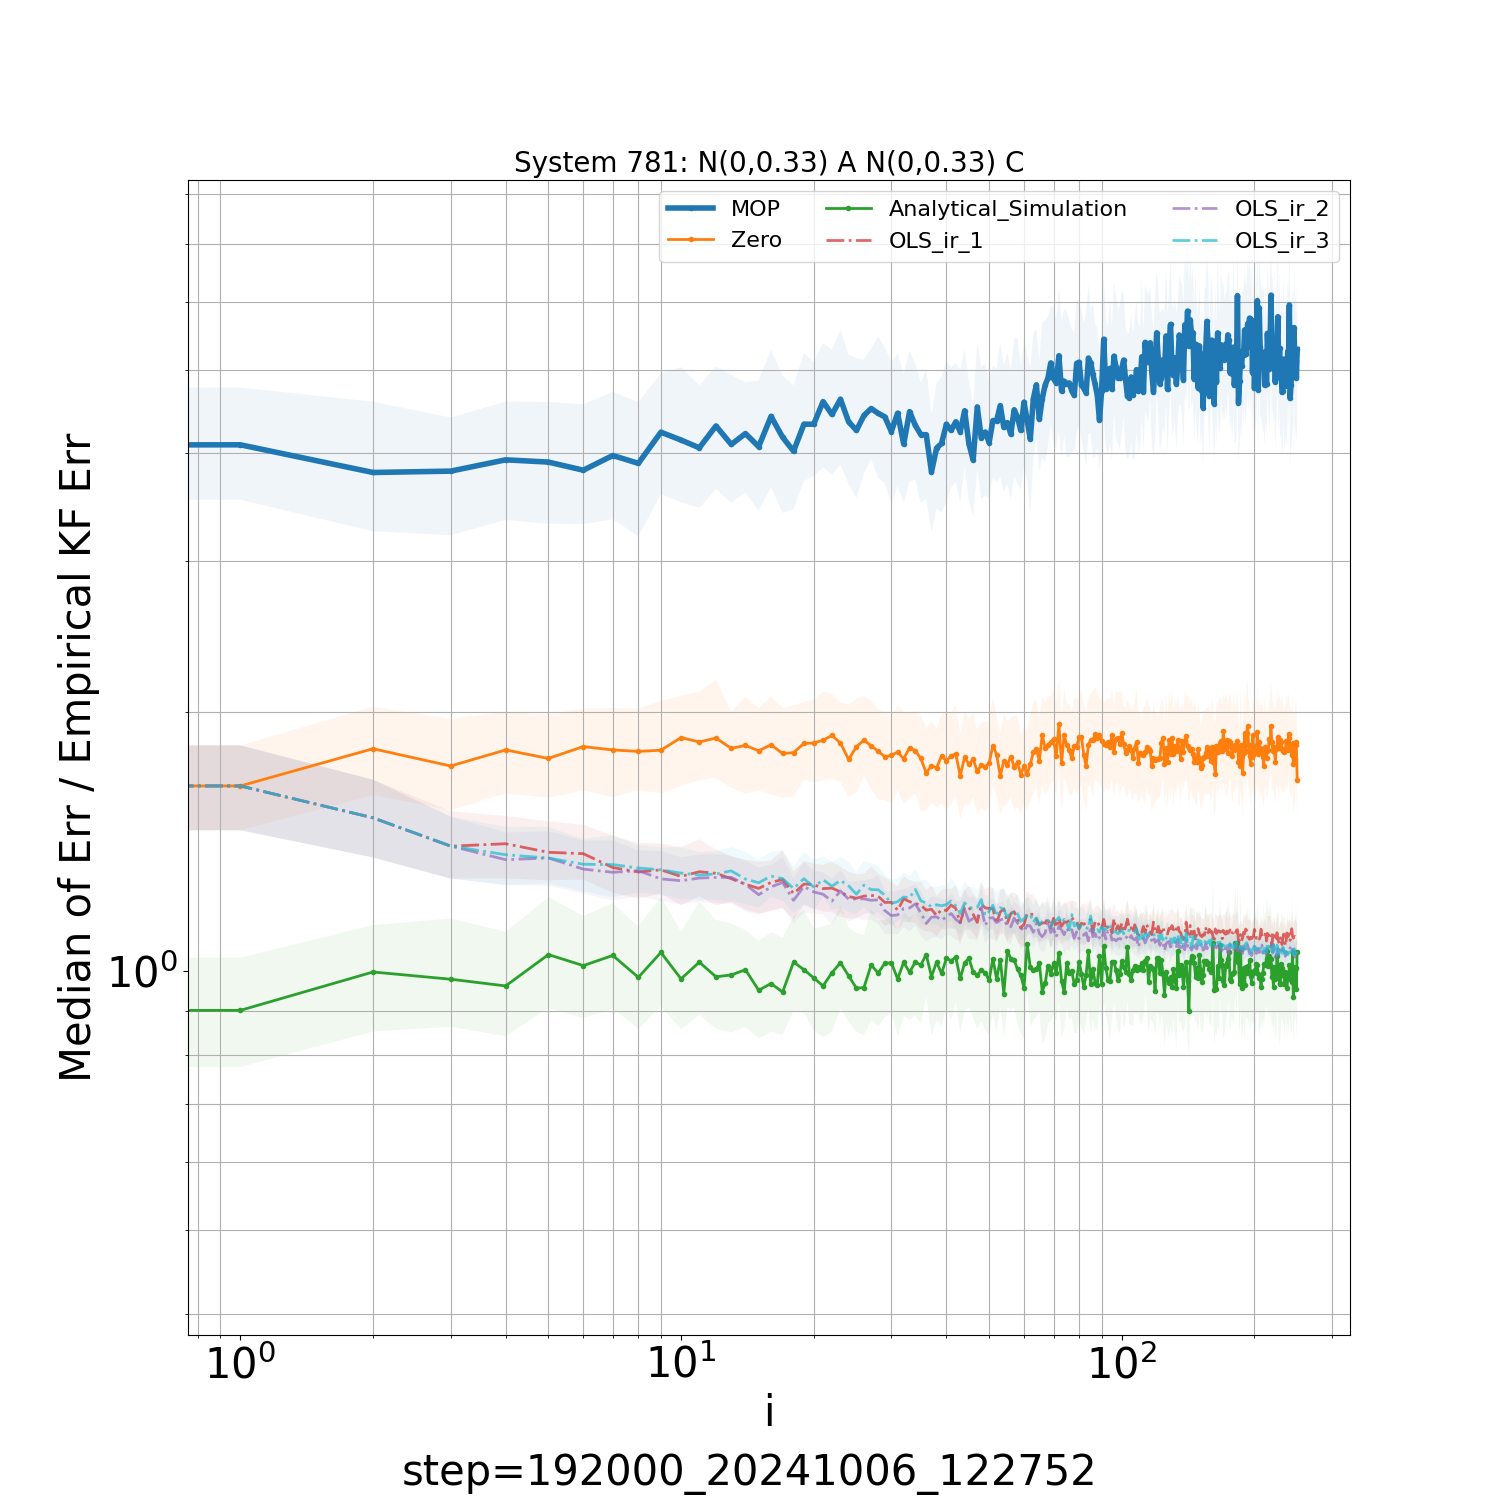 System 781: N(0,0.33) A N(0,0.33) C
MOP
Zero
Analytical_Simulation
OLS_ir_1
OLS_ir_2
OLS_ir_3
Median of Err / Empirical KF Err
10⁰
10⁰ 10¹ 10²
i
step=192000_20241006_122752